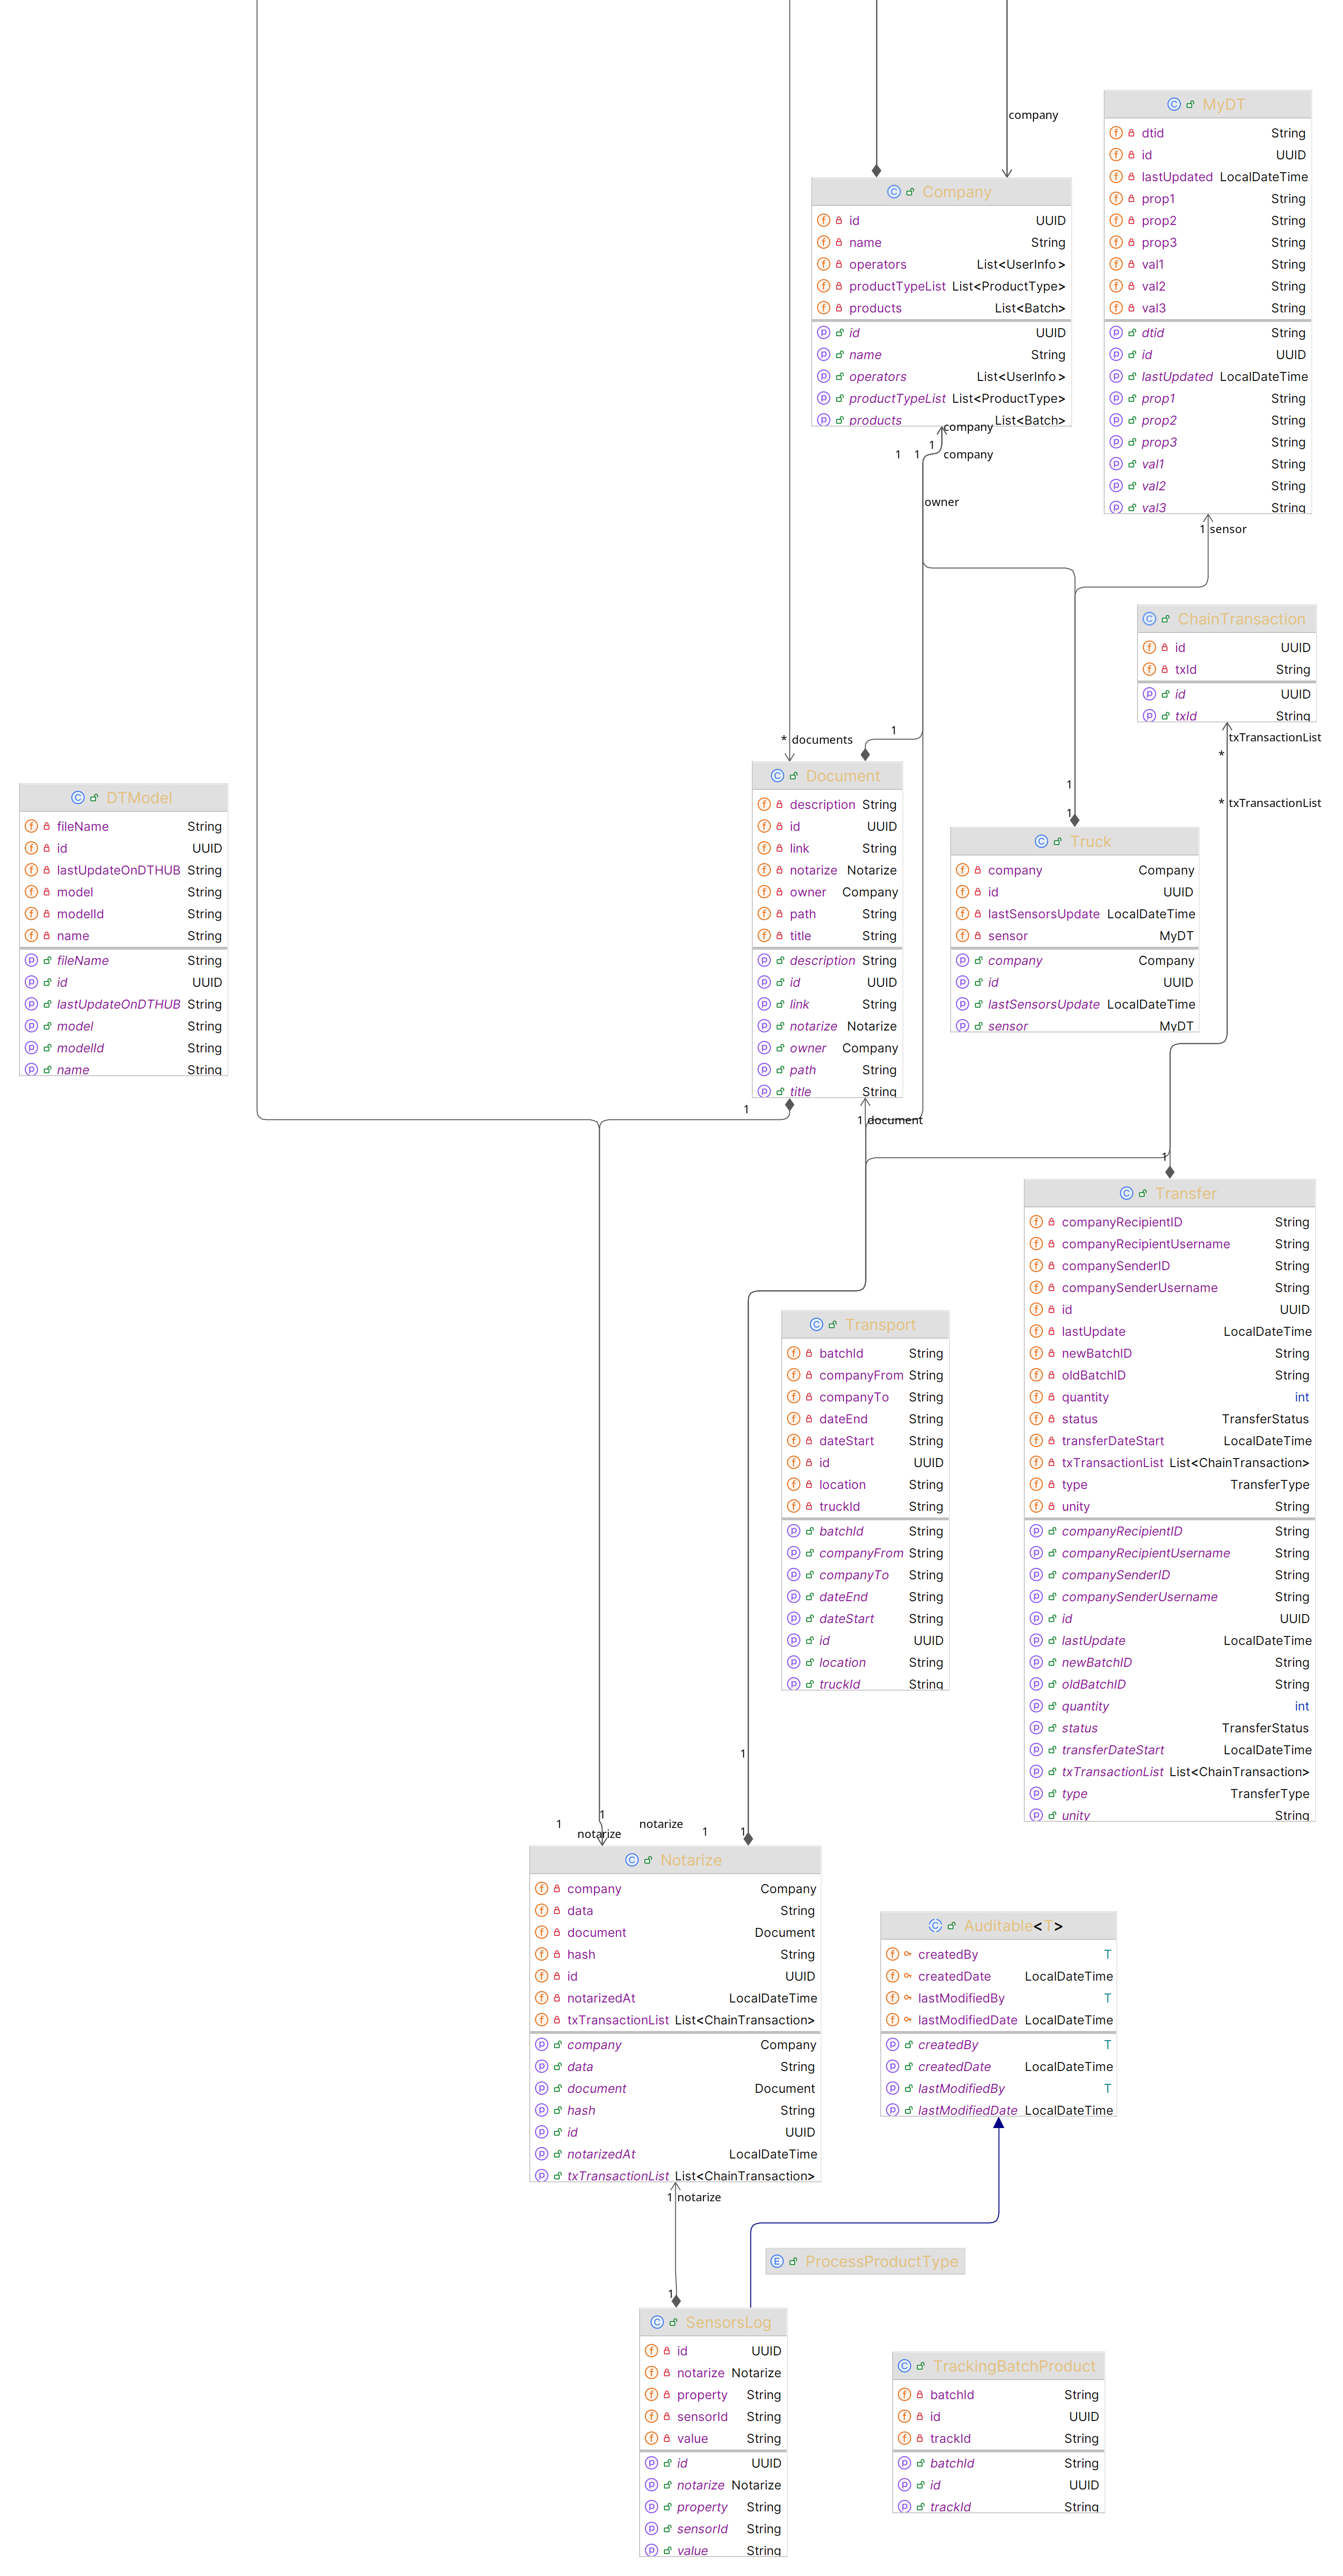 company
MyDT
dtid String
id UUID
lastUpdated LocalDateTime
prop1 String
prop2 String
prop3 String
val1 String
val2 String
val3 String
dtid String
id UUID
lastUpdated LocalDateTime
prop1 String
prop2 String
prop3 String
val1 String
val2 String
val3 String
Company
id UUID
name String
operators List<UserInfo>
productTypeList List<ProductType>
products List<Batch>
id UUID
name String
operators List<UserInfo>
productTypeList List<ProductType>
products List<Batch>
company
1
1 1 company
owner
1 sensor
ChainTransaction
id UUID
txId String
id UUID
txId String
txTransactionList
*
* txTransactionList
1
* documents
1
1
Document
description String
id UUID
link String
notarize Notarize
owner Company
path String
title String
description String
id UUID
link String
notarize Notarize
owner Company
path String
title String
DTModel
fileName String
id UUID
lastUpdateOnDTHUB String
model String
modelId String
name String
fileName String
id UUID
lastUpdateOnDTHUB String
model String
modelId String
name String
Truck
company Company
id UUID
lastSensorsUpdate LocalDateTime
sensor MyDT
company Company
id UUID
lastSensorsUpdate LocalDateTime
sensor MyDT
1
1 document
1
Transfer
companyRecipientID String
companyRecipientUsername String
companySenderID String
companySenderUsername String
id UUID
lastUpdate LocalDateTime
newBatchID String
oldBatchID String
quantity int
status TransferStatus
transferDateStart LocalDateTime
txTransactionList List<ChainTransaction>
type TransferType
unity String
companyRecipientID String
companyRecipientUsername String
companySenderID String
companySenderUsername String
id UUID
lastUpdate LocalDateTime
newBatchID String
oldBatchID String
quantity int
status TransferStatus
transferDateStart LocalDateTime
txTransactionList List<ChainTransaction>
type TransferType
unity String
Transport
batchId String
companyFrom String
companyTo String
dateEnd String
dateStart String
id UUID
location String
truckId String
batchId String
companyFrom String
companyTo String
dateEnd String
dateStart String
id UUID
location String
truckId String
1
1
1 notarize
notarize 1 1
Notarize
company Company
data String
document Document
hash String
id UUID
notarizedAt LocalDateTime
txTransactionList List<ChainTransaction>
company Company
data String
document Document
hash String
id UUID
notarizedAt LocalDateTime
txTransactionList List<ChainTransaction>
1 notarize
Auditable<T>
createdBy T
createdDate LocalDateTime
lastModifiedBy T
lastModifiedDate LocalDateTime
createdBy T
createdDate LocalDateTime
lastModifiedBy T
lastModifiedDate LocalDateTime
ProcessProductType
1
SensorsLog
id UUID
notarize Notarize
property String
sensorId String
value String
id UUID
notarize Notarize
property String
sensorId String
value String
TrackingBatchProduct
batchId String
id UUID
trackId String
batchId String
id UUID
trackId String